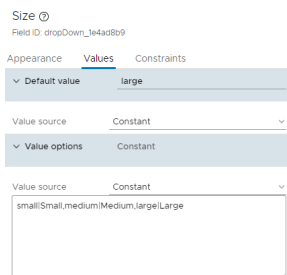 Size
Field ID: dropDown_1e4ad8b9
Appearance Values Constraints
Default value large
Value source Constant
Value options Constant
Value source Constant
small|Small,medium|Medium,large|Large